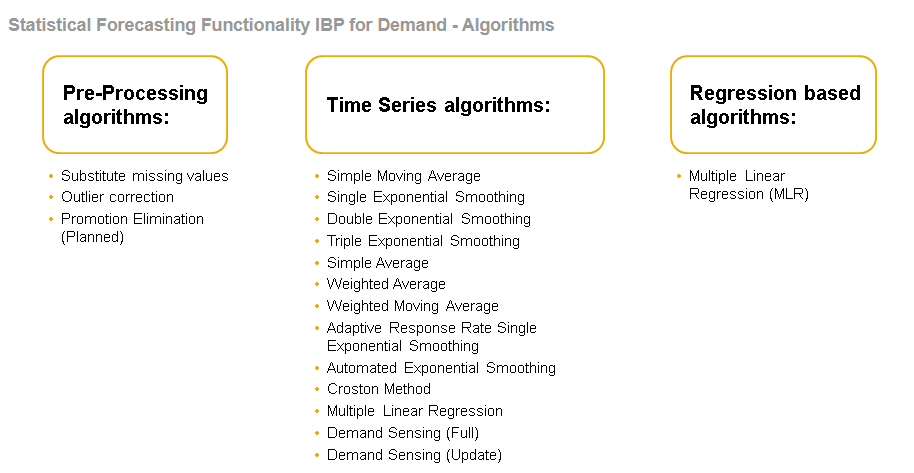 Statistical Forecasting Functionality IBP for Demand - Algorithms
Pre-Processing
algorithms:
• Substitute missing values
• Outlier correction
• Promotion Elimination
(Planned)
Time Series algorithms:
• Simple Moving Average
• Single Exponential Smoothing
• Double Exponential Smoothing
• Triple Exponential Smoothing
• Simple Average
• Weighted Average
• Weighted Moving Average
• Adaptive Response Rate Single
Exponential Smoothing
• Automated Exponential Smoothing
• Croston Method
• Multiple Linear Regression
• Demand Sensing (Full)
• Demand Sensing (Update)
Regression based
algorithms:
• Multiple Linear
Regression (MLR)